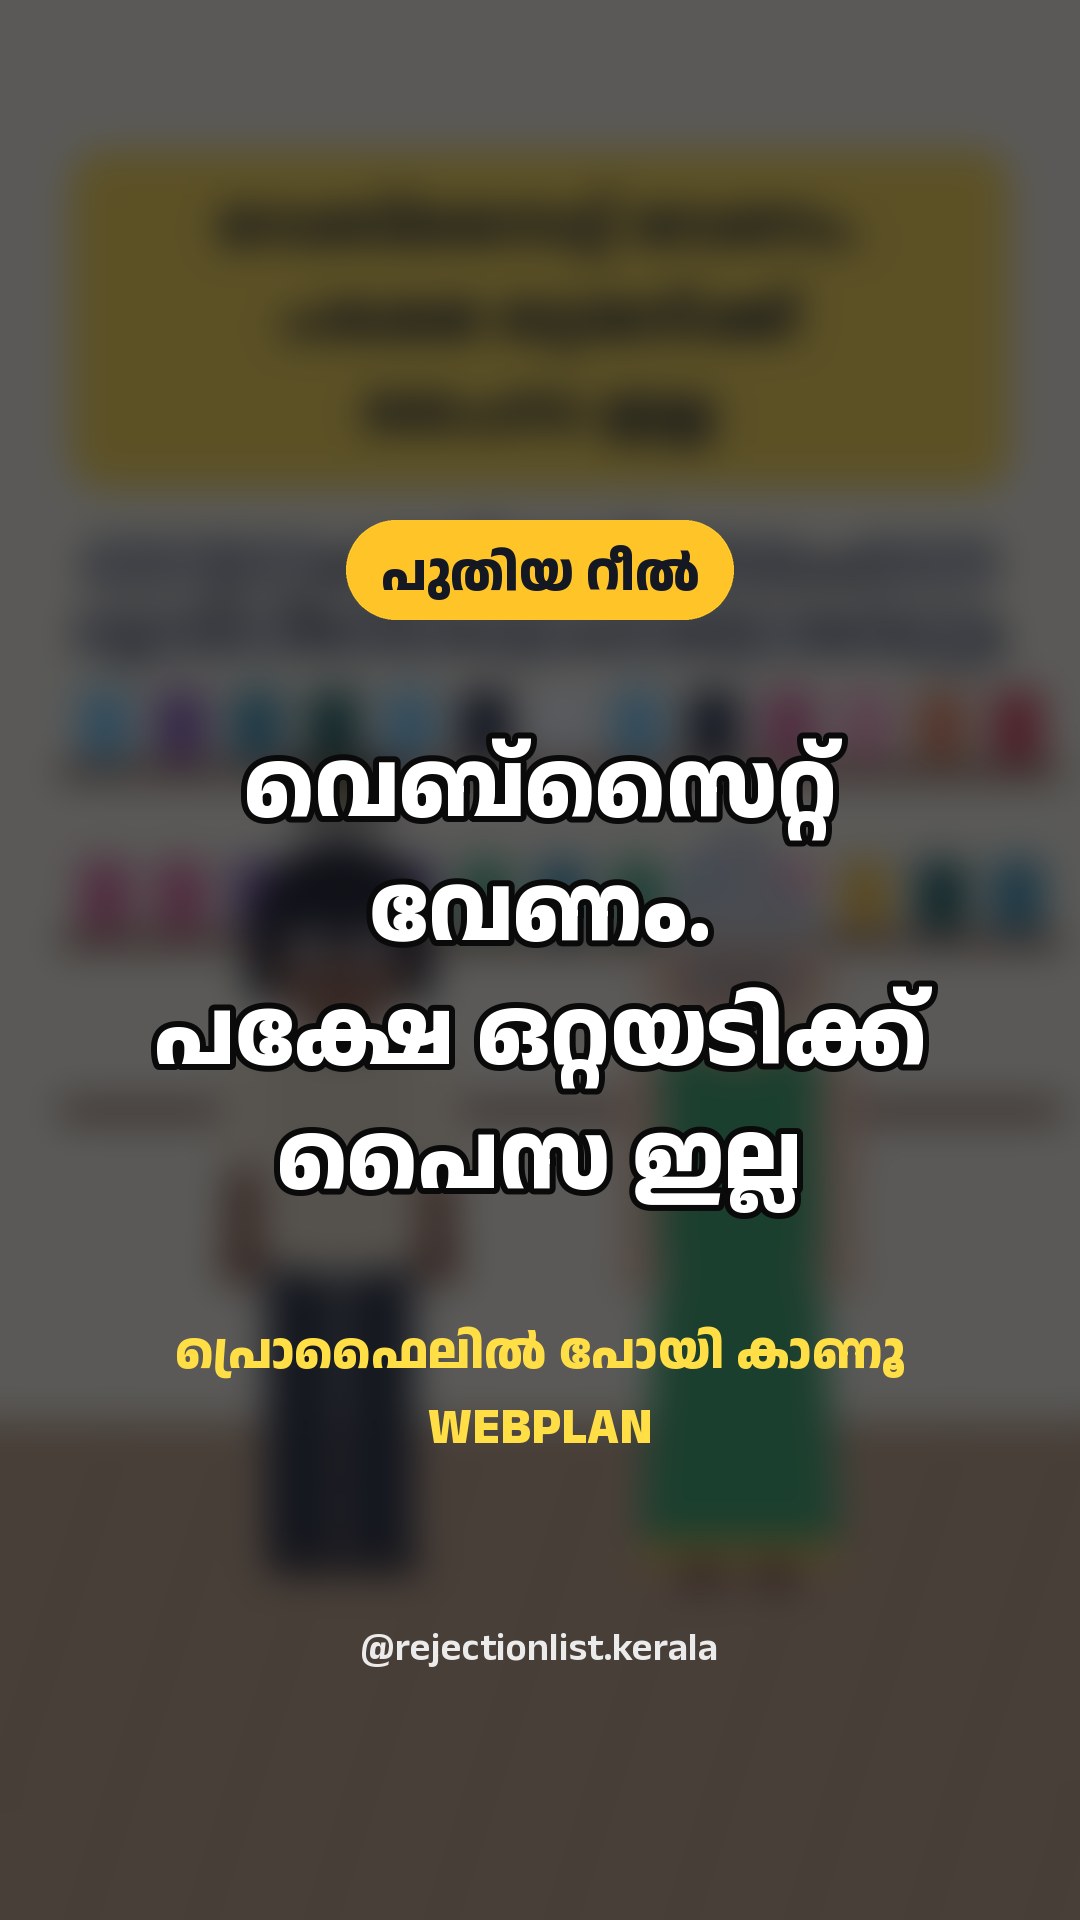 പുതിയ റീൽ
വെബ്സൈറ്റ്
വേണം.
പക്ഷേ ഒറ്റയടിക്ക്
പൈസ ഇല്ല
പ്രൊഫൈലിൽ പോയി കാണൂ
WEBPLAN
@rejectionlist.kerala